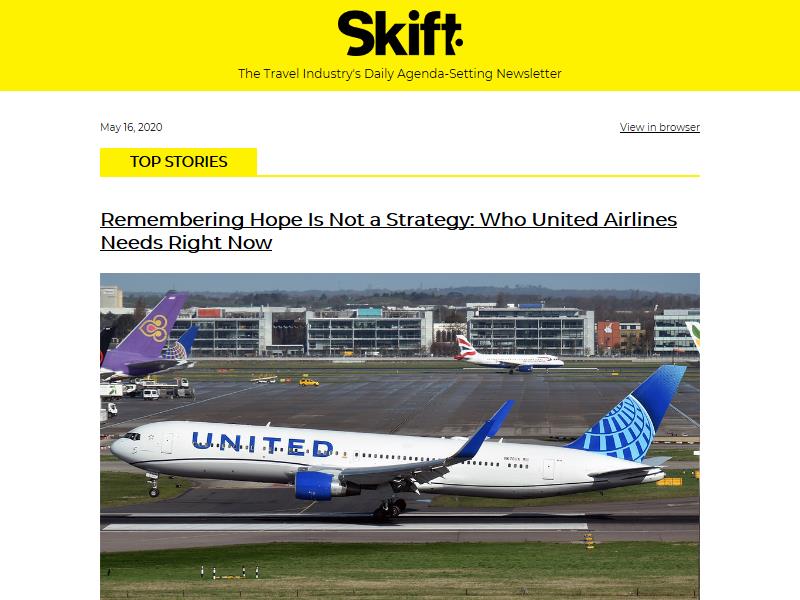 Skift
The Travel Industry's Daily Agenda-Setting Newsletter
May 16, 2020
View in browser
TOP STORIES
Remembering Hope Is Not a Strategy: Who United Airlines
Needs Right Now
UNITED